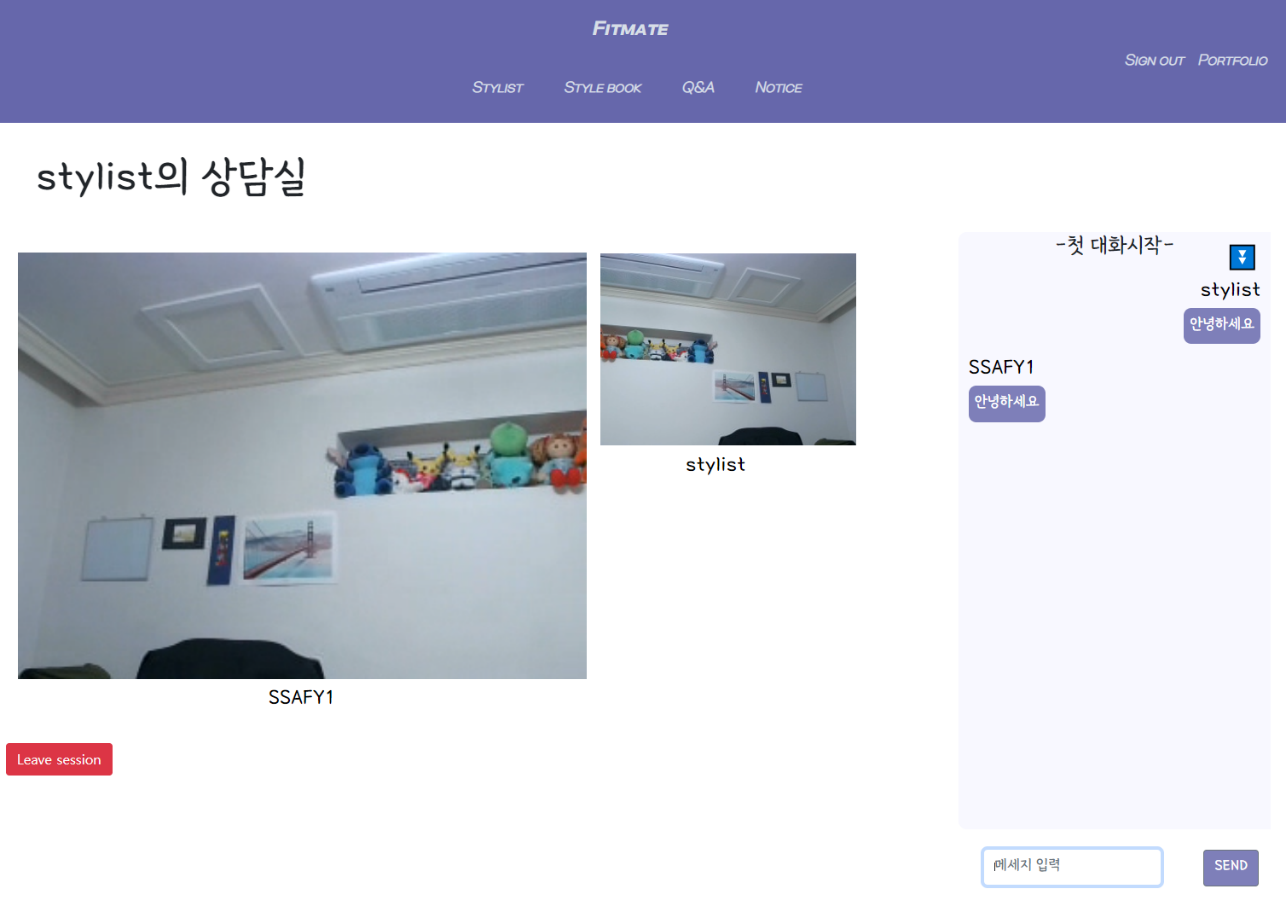 Fitmate
Sign out Portfolio
Stylist Style book Q&A Notice
stylist의 상담실
-첫 대화시작-
stylist
안녕하세요
SSAFY1
안녕하세요
stylist
SSAFY1
Leave session
메세지 입력
SEND